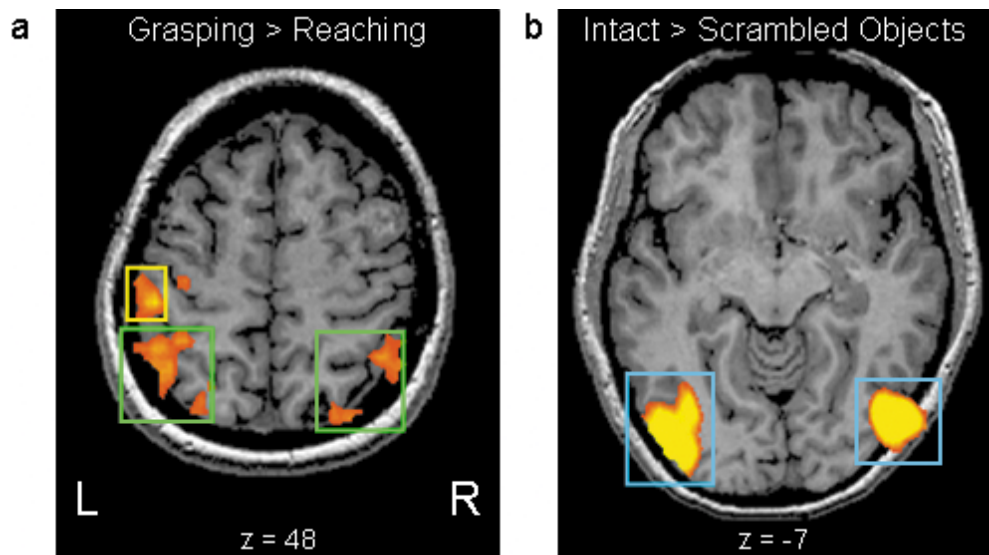 a
Grasping > Reaching
L
R
z = 48
b
Intact > Scrambled Objects
z = -7